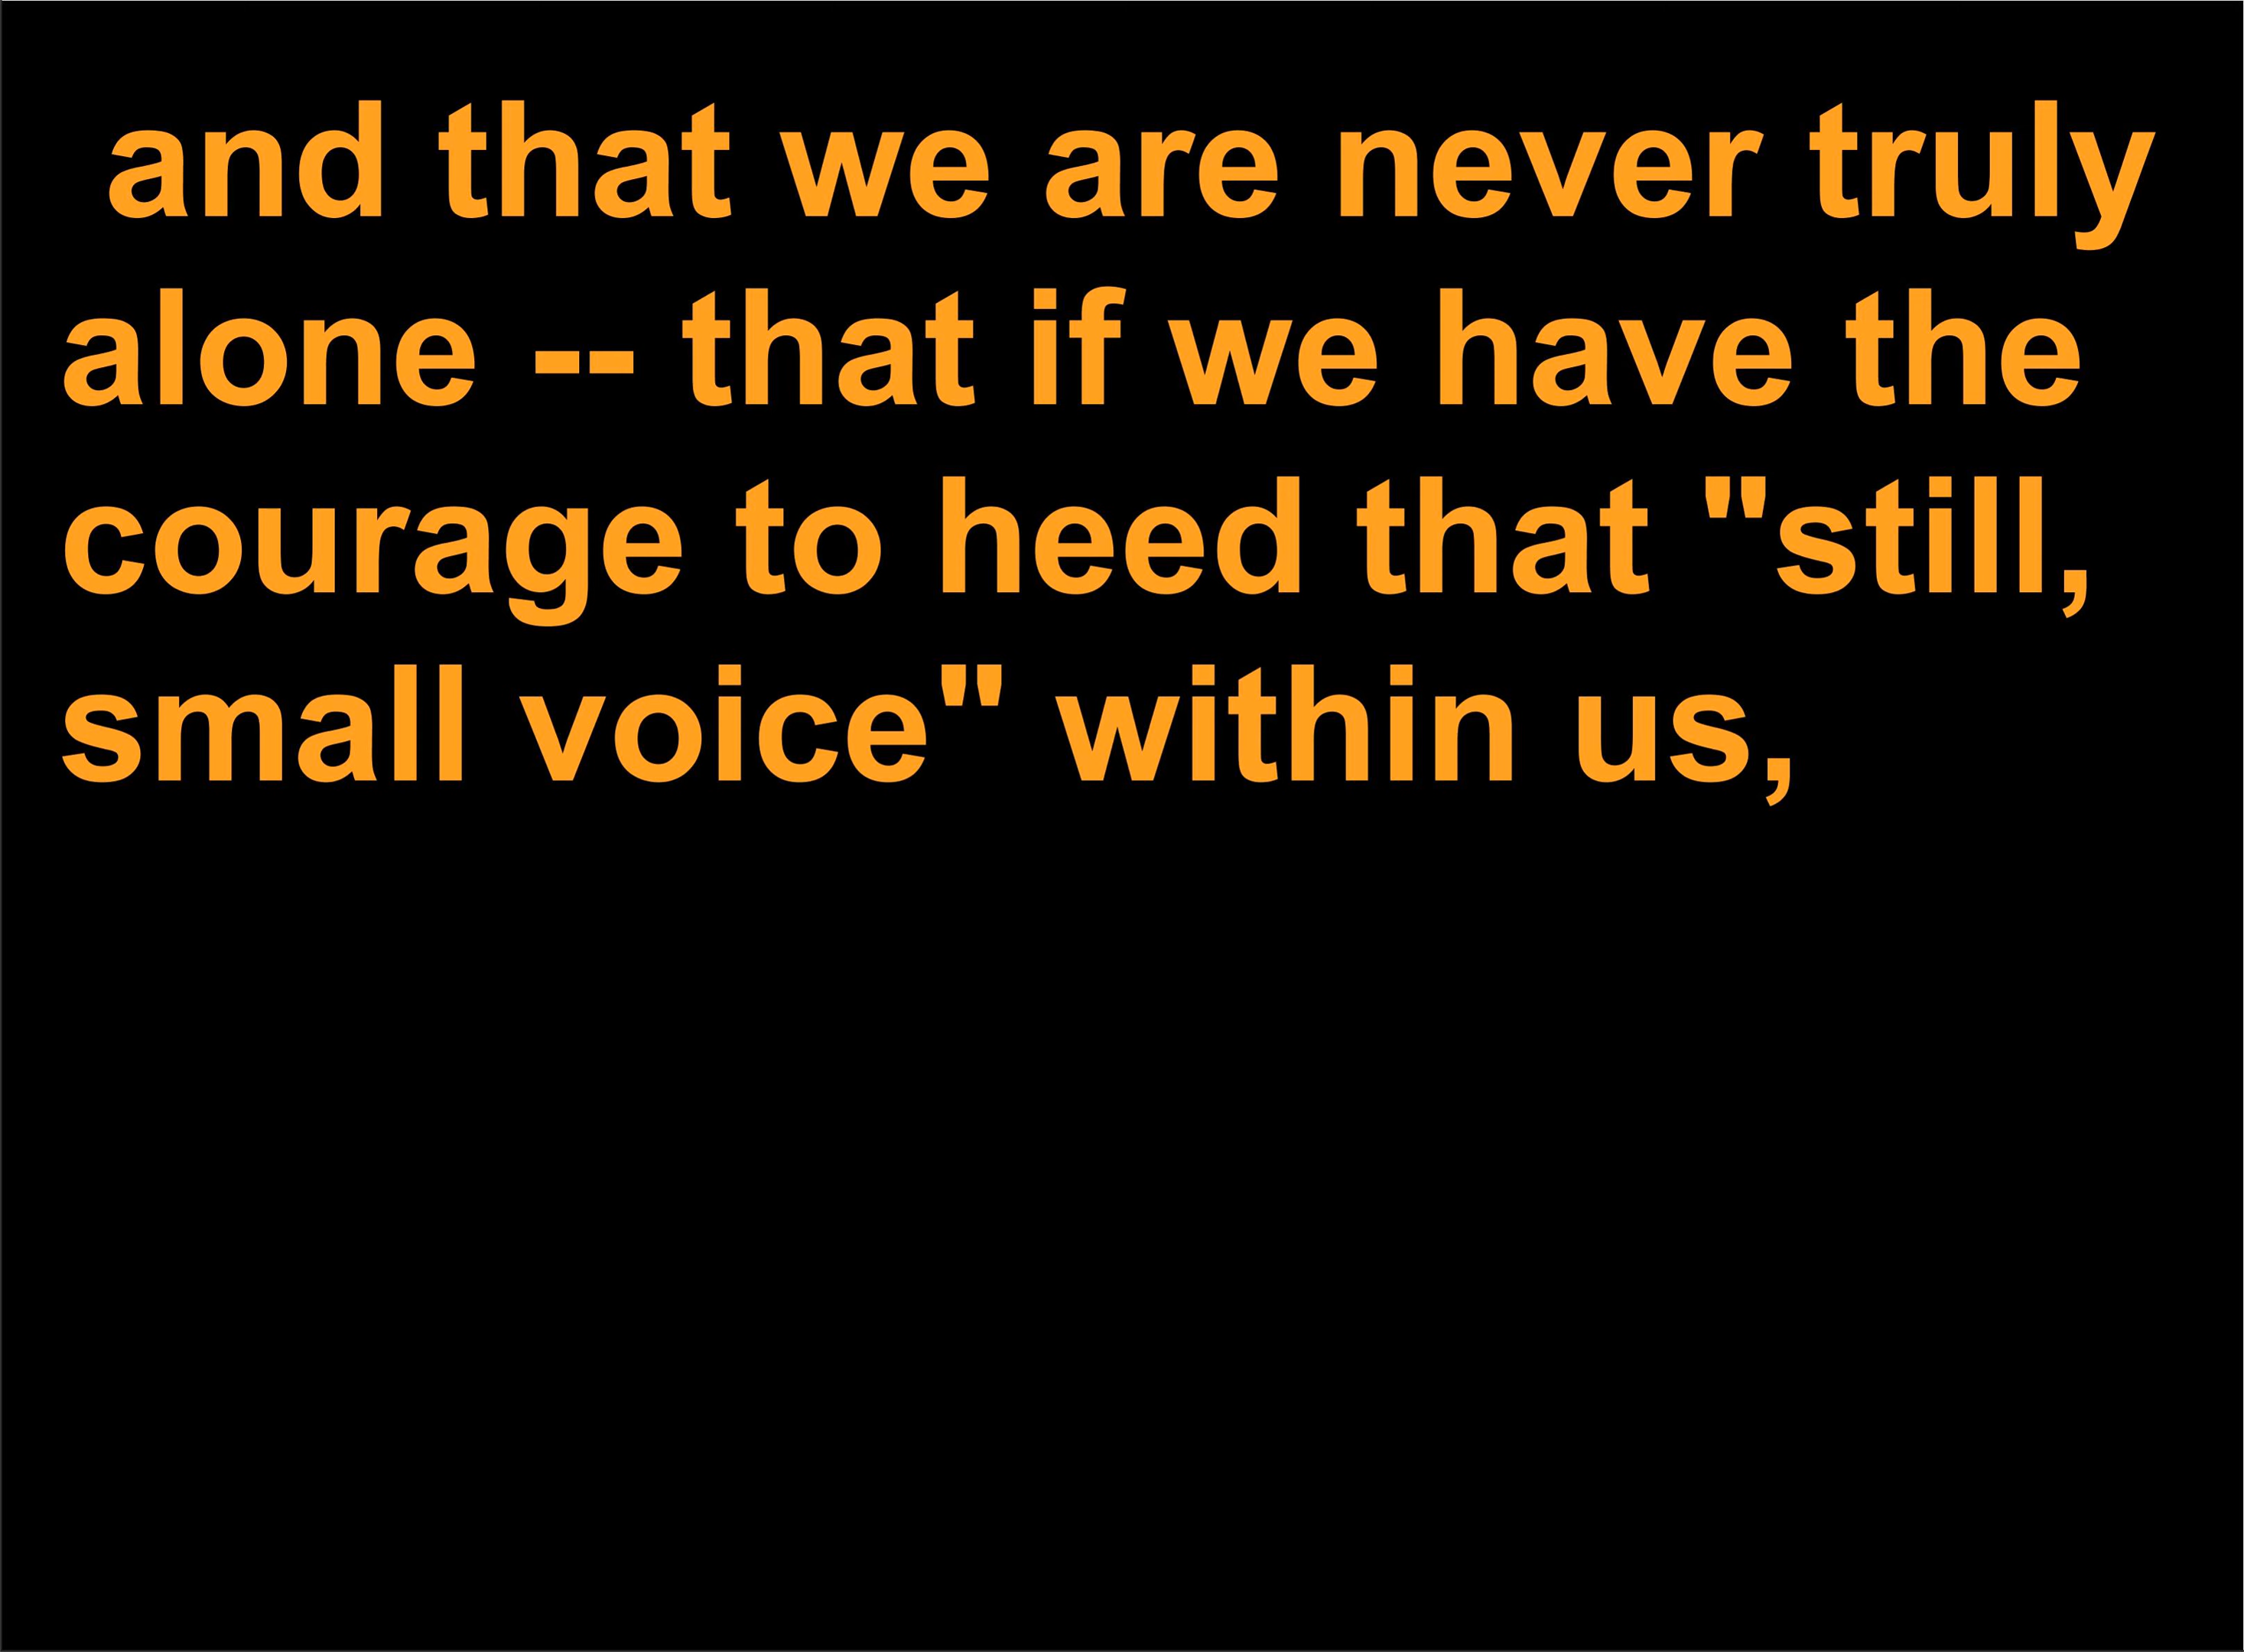 and that we are never truly
alone -- that if we have the
courage to heed that "still,
small voice" within us,